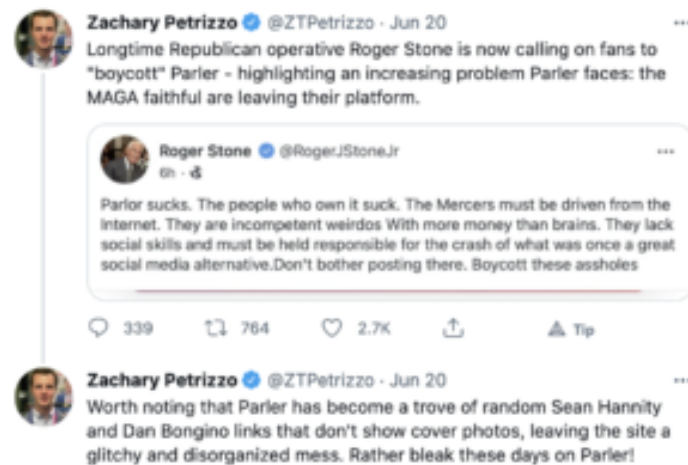 Zachary Petrizzo @ZTPetrizzo · Jun 20
Longtime Republican operative Roger Stone is now calling on fans to
"boycott" Parler - highlighting an increasing problem Parler faces: the
MAGA faithful are leaving their platform.
Roger Stone @RogerJStoneJr
6h ·
Parlor sucks. The people who own it suck. The Mercers must be driven from the
Internet. They are incompetent weirdos With more money than brains. They lack
social skills and must be held responsible for the crash of what was once a great
social media alternative.Don't bother posting there. Boycott these assholes
339 764 2.7K Tip
Zachary Petrizzo @ZTPetrizzo · Jun 20
Worth noting that Parler has become a trove of random Sean Hannity
and Dan Bongino links that don't show cover photos, leaving the site a
glitchy and disorganized mess. Rather bleak these days on Parler!